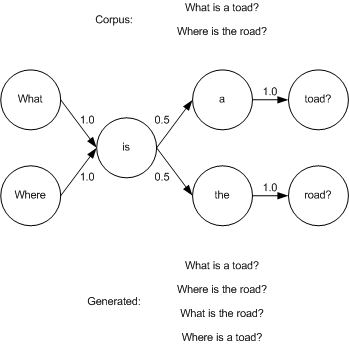 Corpus:
What is a toad?
Where is the road?
What
1.0
is
0.5
a
1.0
toad?
Where
1.0
0.5
the
1.0
road?
Generated:
What is a toad?
Where is the road?
What is the road?
Where is a toad?